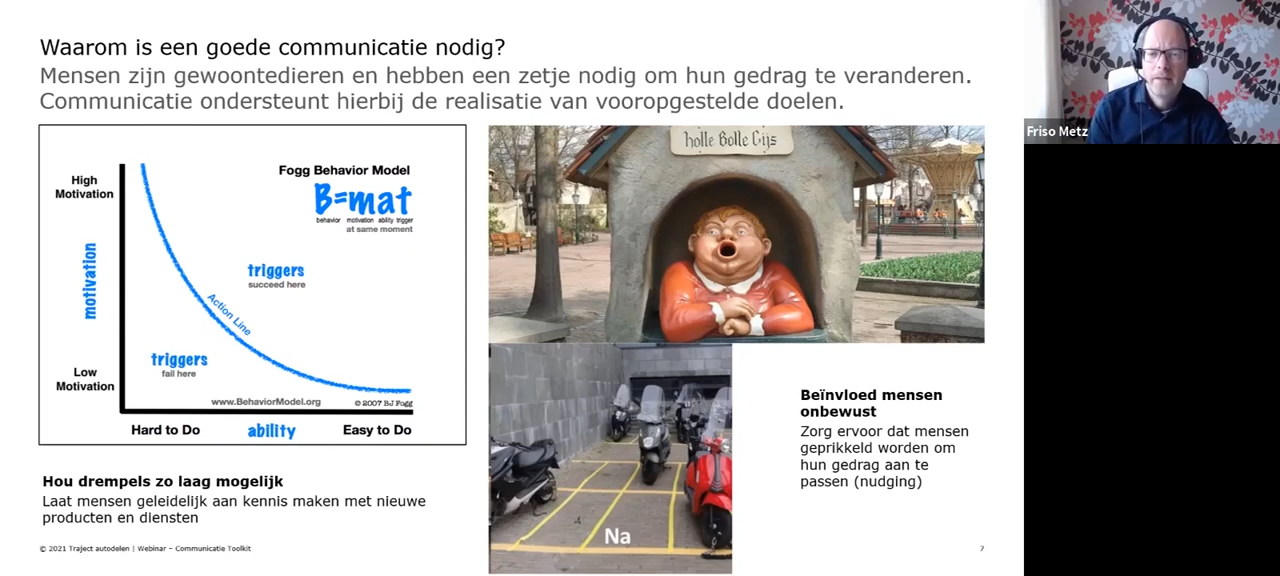 Waarom is een goede communicatie nodig?
Mensen zijn gewoontedieren en hebben een zetje nodig om hun gedrag te veranderen.
Communicatie ondersteunt hierbij de realisatie van vooropgestelde doelen.
High
Motivation
motivation
Low
Motivation
Fogg Behavior Model
B=mat
behavior motivation ability trigger
at same moment
triggers
succeed here
Action Line
triggers
fail here
www.BehaviorModel.org
© 2007 BJ Fogg
Hard to Do
ability
Easy to Do
holle Bolle Gijs
Na
Hou drempels zo laag mogelijk
Laat mensen geleidelijk aan kennis maken met nieuwe
producten en diensten
Beïnvloed mensen
onbewust
Zorg ervoor dat mensen
geprikkeld worden om
hun gedrag aan te
passen (nudging)
© 2021 Traject autodelen | Webinar – Communicatie Toolkit
7
Friso Metz